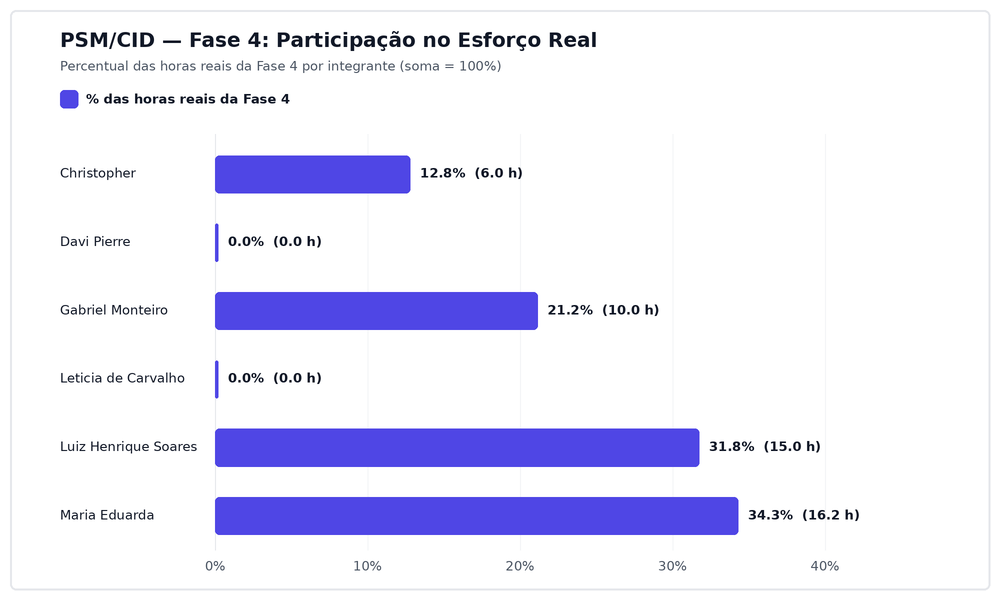 PSM/CID — Fase 4: Participação no Esforço Real
Percentual das horas reais da Fase 4 por integrante (soma = 100%)
% das horas reais da Fase 4
Christopher 12.8% (6.0 h)
Davi Pierre 0.0% (0.0 h)
Gabriel Monteiro 21.2% (10.0 h)
Leticia de Carvalho 0.0% (0.0 h)
Luiz Henrique Soares 31.8% (15.0 h)
Maria Eduarda 34.3% (16.2 h)
0% 10% 20% 30% 40%